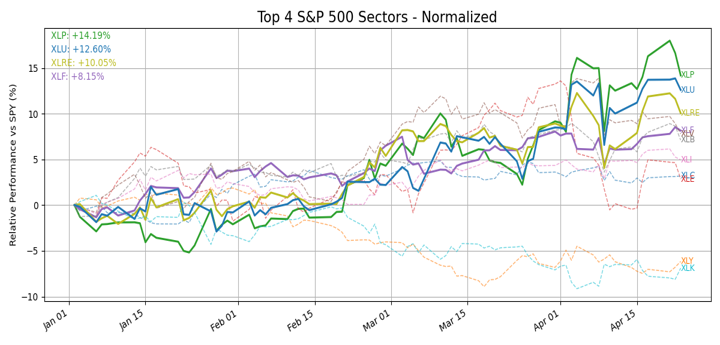 Top 4 S&P 500 Sectors - Normalized
XLP: +14.19%
XLU: +12.60%
XLRE: +10.05%
XLF: +8.15%
Relative Performance vs SPY (%)
15
10
5
0
−5
−10
XLP
XLU
XLRE
XLB
XLI
XLC
XLE
XLY
XLK
Jan 01
Jan 15
Feb 01
Feb 15
Mar 01
Mar 15
Apr 01
Apr 15